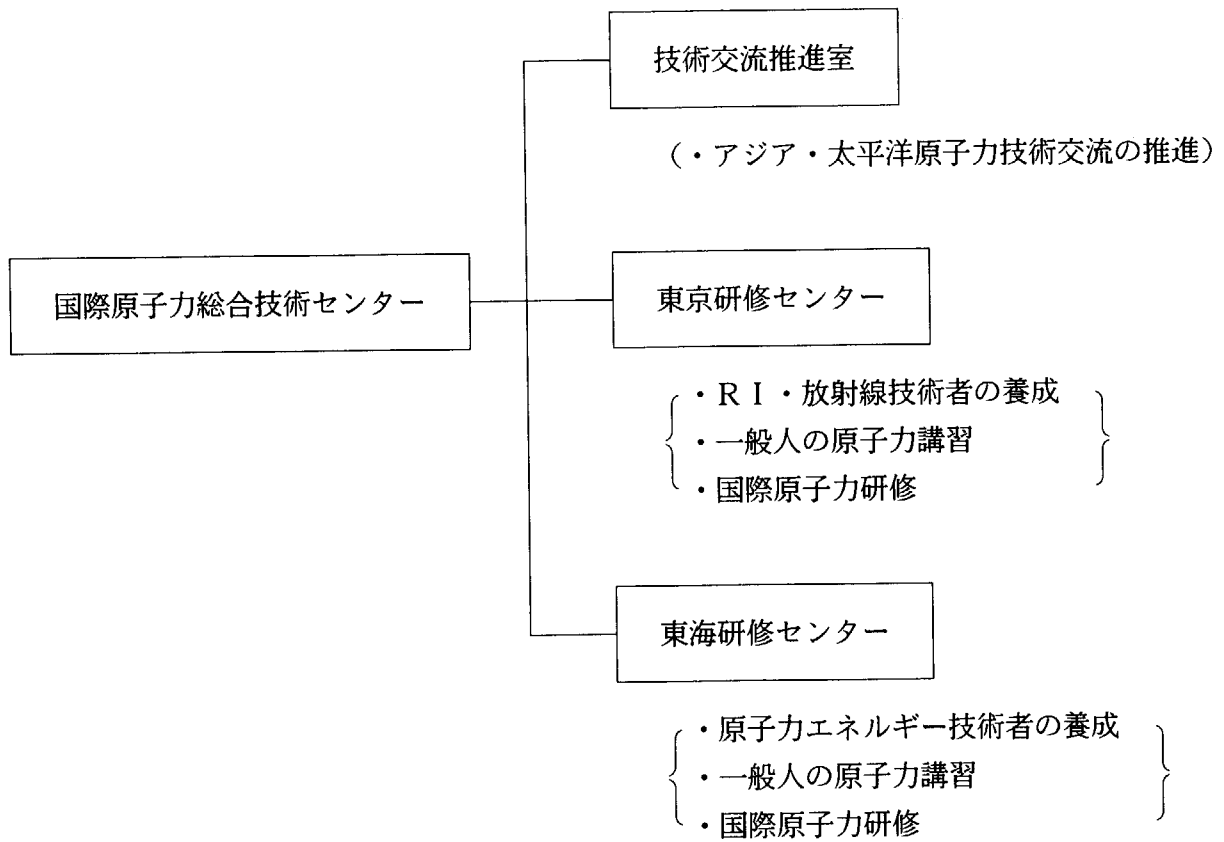 技術交流推進室
（・アジア・太平洋原子力技術交流の推進）
国際原子力総合技術センター
東京研修センター
・ＲＩ・放射線技術者の養成
・一般人の原子力講習
・国際原子力研修
東海研修センター
・原子力エネルギー技術者の養成
・一般人の原子力講習
・国際原子力研修